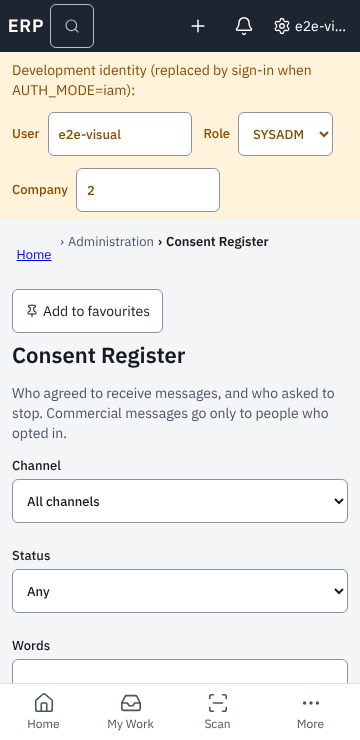 ERP
e2e-vi...
Development identity (replaced by sign-in when
AUTH_MODE=iam):
User e2e-visual Role SYSADM
Company 2
Home › Administration › Consent Register
Add to favourites
Consent Register
Who agreed to receive messages, and who asked to
stop. Commercial messages go only to people who
opted in.
Channel
All channels
Status
Any
Words
Home My Work Scan More